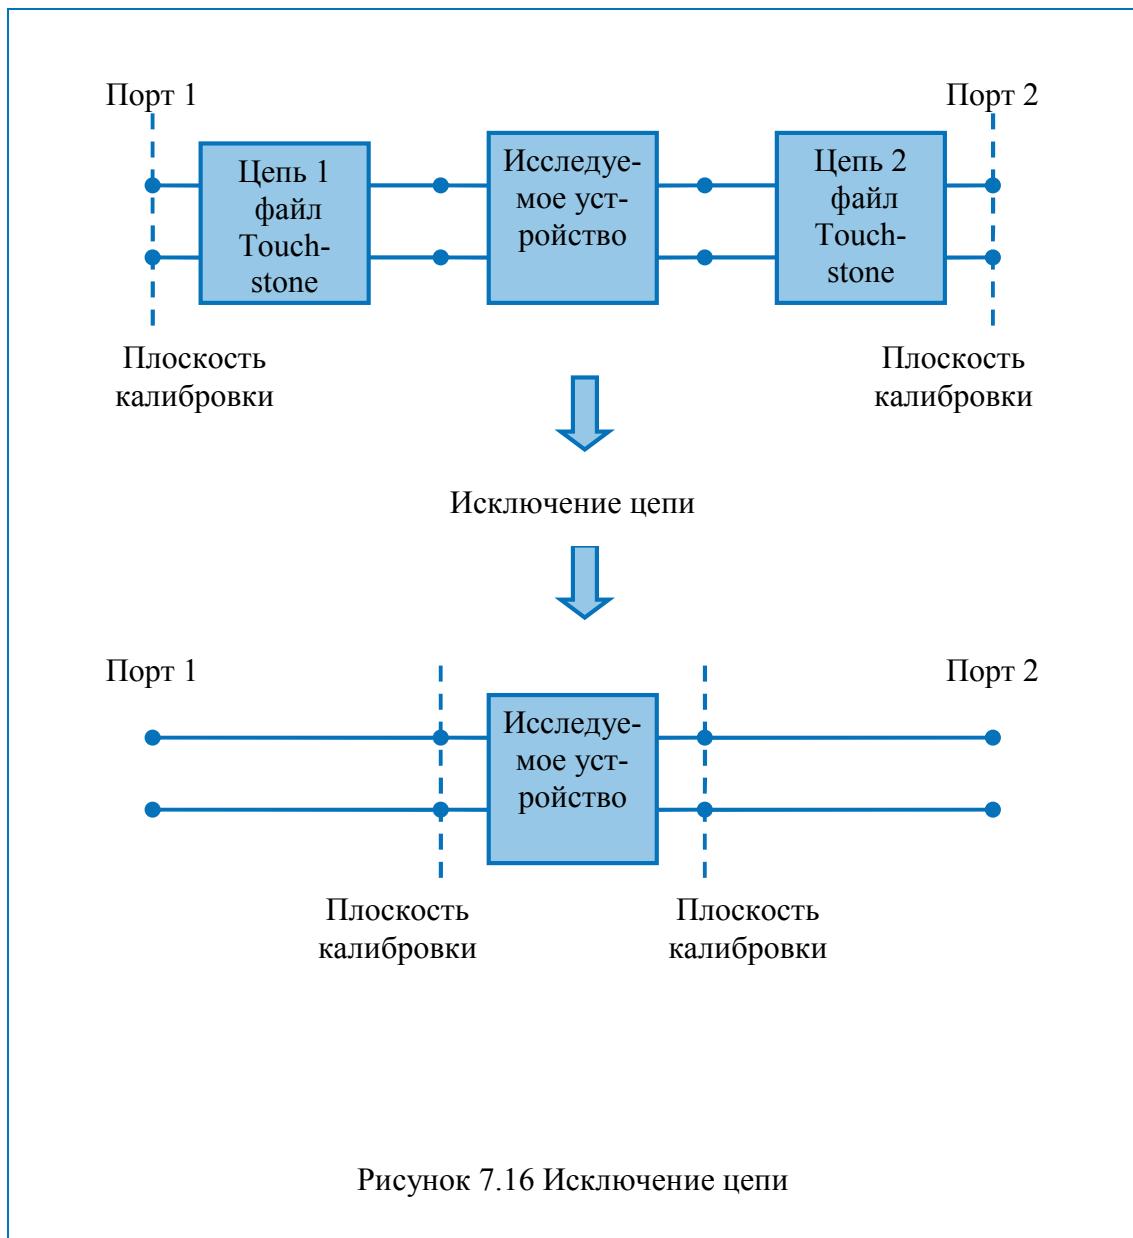 Порт 1
Порт 2
Цепь 1
файл
Touch-
stone
Исследуе-
мое уст-
ройство
Цепь 2
файл
Touch-
stone
Плоскость
калибровки
Плоскость
калибровки
Исключение цепи
Порт 1
Порт 2
Исследуе-
мое уст-
ройство
Плоскость
калибровки
Плоскость
калибровки
Рисунок 7.16 Исключение цепи